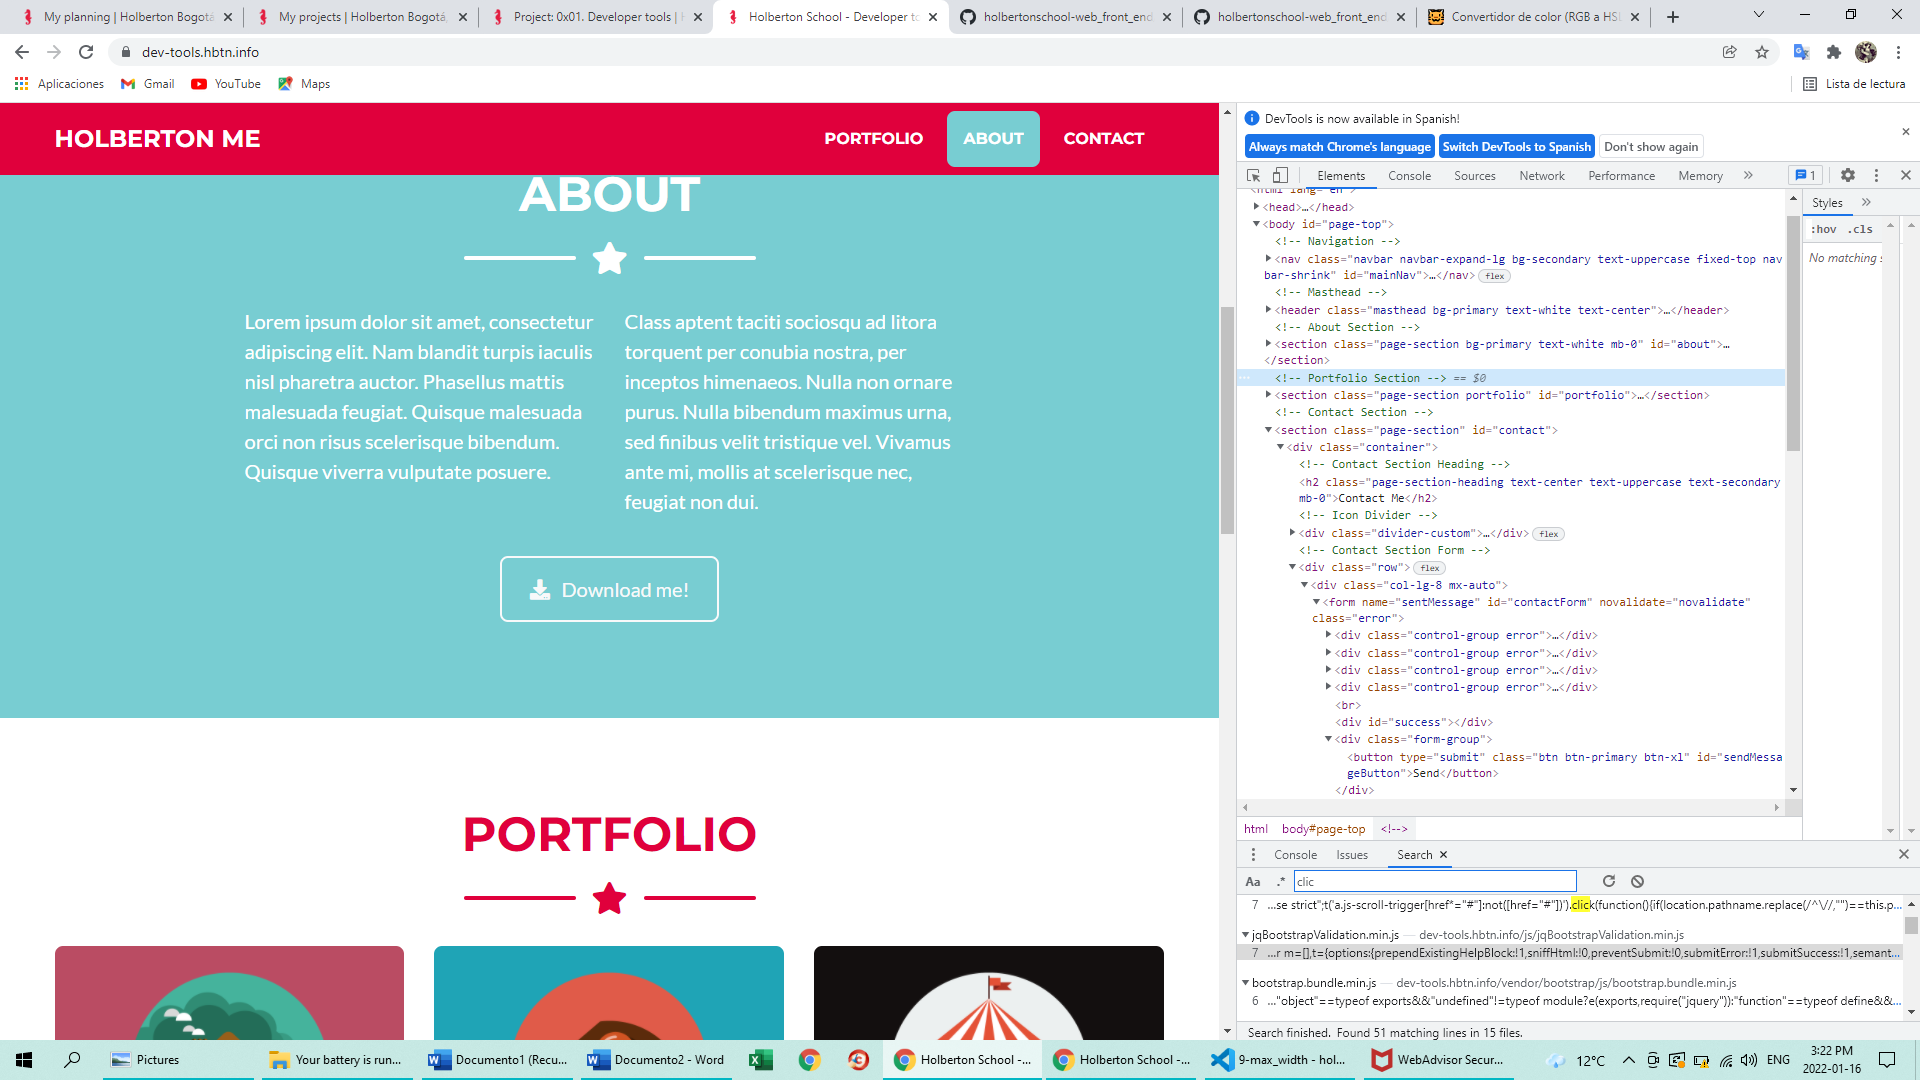 My planning | Holberton Bogotá
My projects | Holberton Bogotá,
Project: 0x01. Developer tools |
Holberton School - Developer to
holbertonschool-web_front_end
holbertonschool-web_front_end
Convertidor de color (RGB a HSL
dev-tools.hbtn.info
Aplicaciones
Gmail
YouTube
Maps
Lista de lectura
HOLBERTON ME
PORTFOLIO
ABOUT
CONTACT
ABOUT
Lorem ipsum dolor sit amet, consectetur
adipiscing elit. Nam blandit turpis iaculis
nisl pharetra auctor. Phasellus mattis
malesuada feugiat. Quisque malesuada
orci non risus scelerisque bibendum.
Quisque viverra vulputate posuere.
Class aptent taciti sociosqu ad litora
torquent per conubia nostra, per
inceptos himenaeos. Nulla non ornare
purus. Nulla bibendum maximus urna,
sed finibus velit tristique vel. Vivamus
ante mi, mollis at scelerisque nec,
feugiat non dui.
Download me!
PORTFOLIO
DevTools is now available in Spanish!
Always match Chrome's language
Switch DevTools to Spanish
Don't show again
Elements
Console
Sources
Network
Performance
Memory
»
1
<html lang="en">
<head>…</head>
<body id="page-top">
<!-- Navigation -->
<nav class="navbar navbar-expand-lg bg-secondary text-uppercase fixed-top nav
bar-shrink" id="mainNav">…</nav> flex
<!-- Masthead -->
<header class="masthead bg-primary text-white text-center">…</header>
<!-- About Section -->
<section class="page-section bg-primary text-white mb-0" id="about">…
</section>
<!-- Portfolio Section --> == $0
<section class="page-section portfolio" id="portfolio">…</section>
<!-- Contact Section -->
<section class="page-section" id="contact">
<div class="container">
<!-- Contact Section Heading -->
<h2 class="page-section-heading text-center text-uppercase text-secondary
mb-0">Contact Me</h2>
<!-- Icon Divider -->
<div class="divider-custom">…</div> flex
<!-- Contact Section Form -->
<div class="row"> flex
<div class="col-lg-8 mx-auto">
<form name="sentMessage" id="contactForm" novalidate="novalidate"
class="error">
<div class="control-group error">…</div>
<div class="control-group error">…</div>
<div class="control-group error">…</div>
<div class="control-group error">…</div>
<br>
<div id="success"></div>
<div class="form-group">
<button type="submit" class="btn btn-primary btn-xl" id="sendMessa
geButton">Send</button>
</div>
html
body#page-top
<!-->
Styles
»
:hov
.cls
No matching s
Console
Issues
Search
Aa
.*
clic
7 …se strict";t('a.js-scroll-trigger[href*="#"]:not([href="#"])').click(function(){if(location.pathname.replace(/^\//,"")==this.p…
jqBootstrapValidation.min.js — dev-tools.hbtn.info/js/jqBootstrapValidation.min.js
7 …r m=[],t={options:{prependExistingHelpBlock:!1,sniffHtml:!0,preventSubmit:!0,submitError:!1,submitSuccess:!1,semant…
bootstrap.bundle.min.js — dev-tools.hbtn.info/vendor/bootstrap/js/bootstrap.bundle.min.js
6 …"object"==typeof exports&&"undefined"!=typeof module?e(exports,require("jquery")):"function"==typeof define&&…
Search finished. Found 51 matching lines in 15 files.
Pictures
Your battery is run...
Documento1 (Recu...
Documento2 - Word
Holberton School -...
Holberton School -...
9-max_width - hol...
WebAdvisor Secur...
12°C
ENG
3:22 PM
2022-01-16